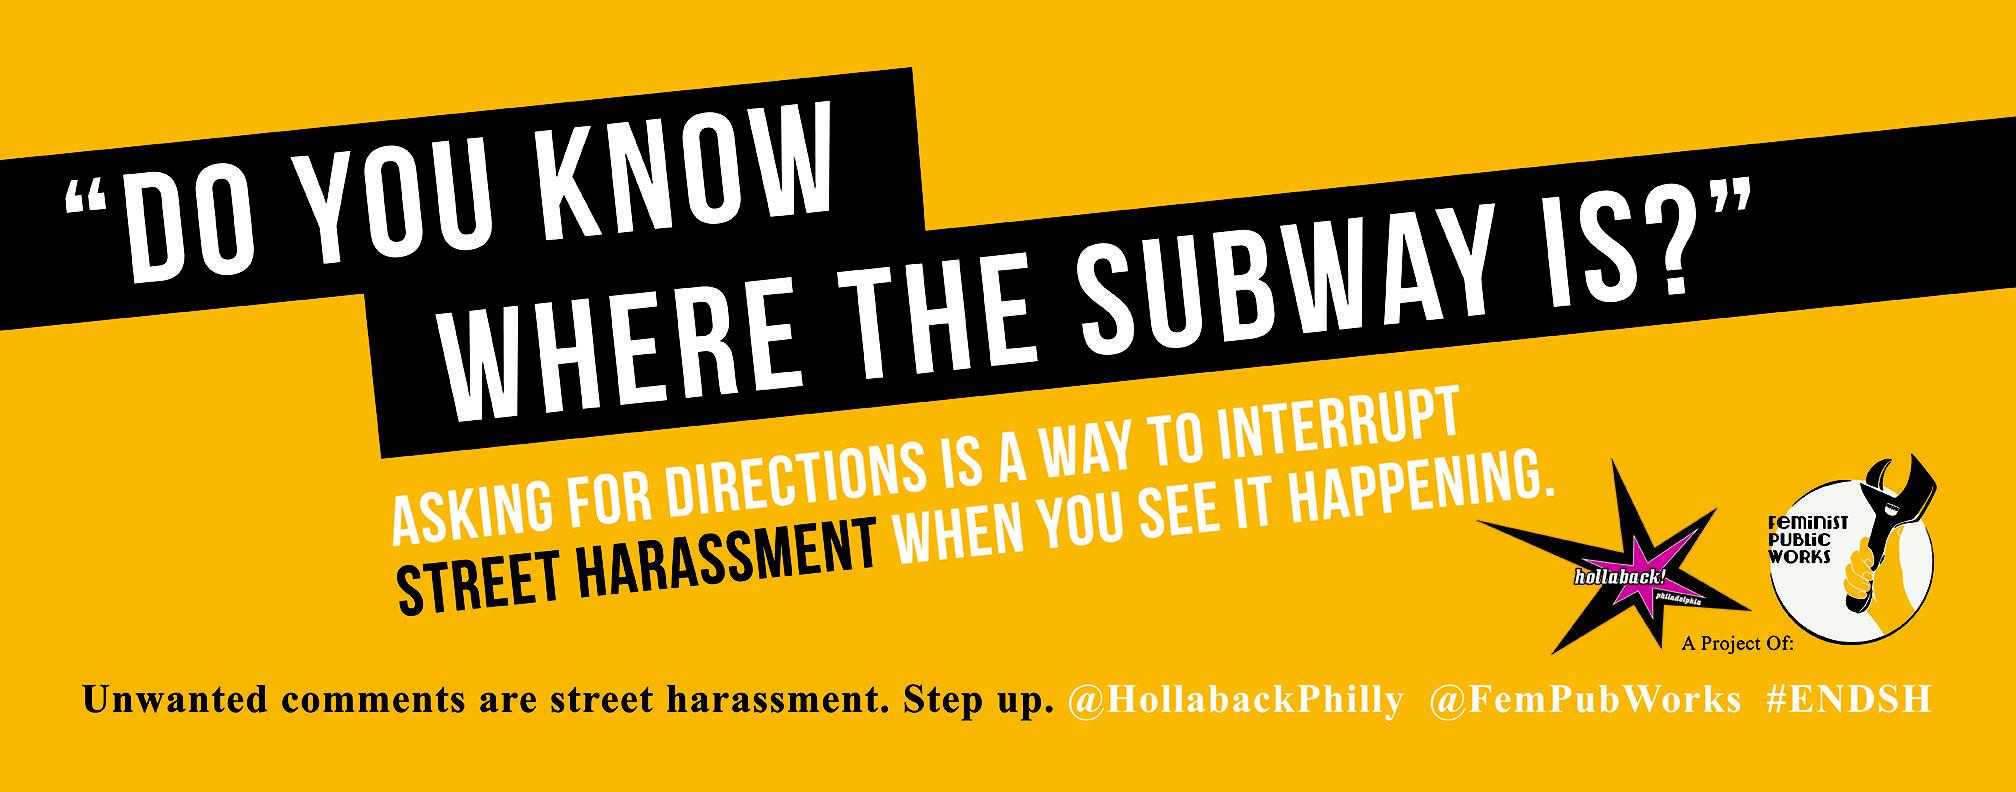 “DO YOU KNOW
WHERE THE SUBWAY IS?”
ASKING FOR DIRECTIONS IS A WAY TO INTERRUPT
STREET HARASSMENT WHEN YOU SEE IT HAPPENING.
hollaback!
philadelphia
FEMINIST
PUBLIC
WORKS
A Project Of:
Unwanted comments are street harassment. Step up. @HollabackPhilly @FemPubWorks #ENDSH